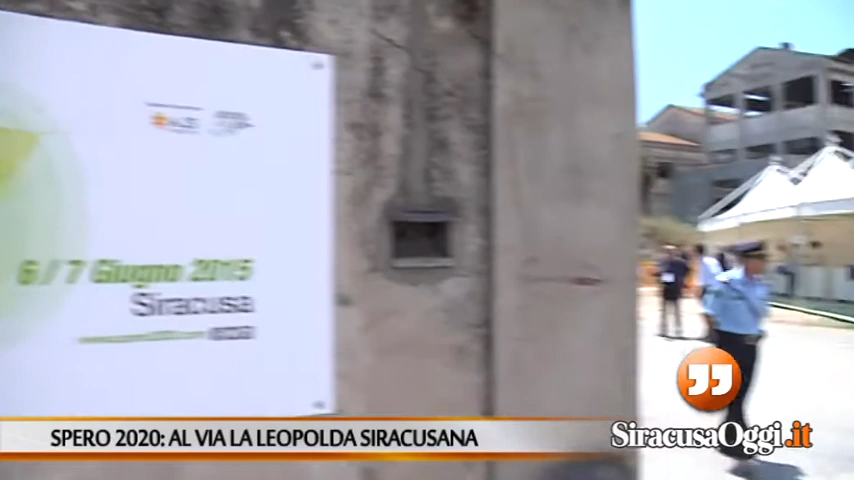 6 / 7 Giugno 2015
Siracusa
SPERO 2020: AL VIA LA LEOPOLDA SIRACUSANA
SiracusaOggi.it